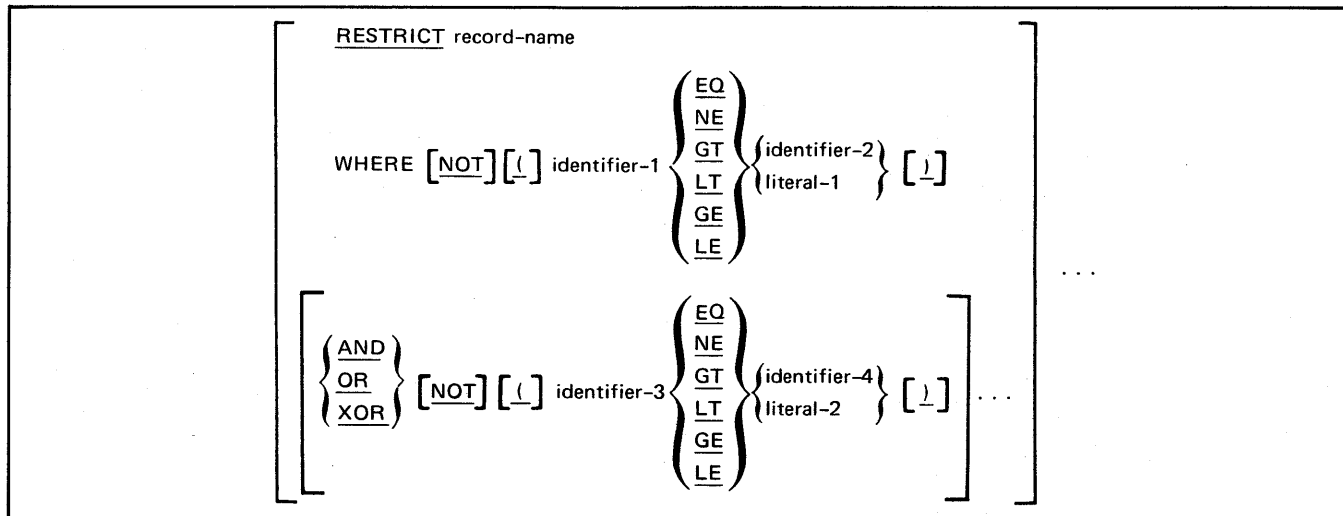 RESTRICT record-name
EQ
NE
GT
LT
GE
LE
WHERE [NOT] [(] identifier-1
identifier-2
literal-1
[)]
...
EQ
NE
GT
LT
GE
LE
AND
OR
XOR
[NOT] [(] identifier-3
identifier-4
literal-2
[)]
...